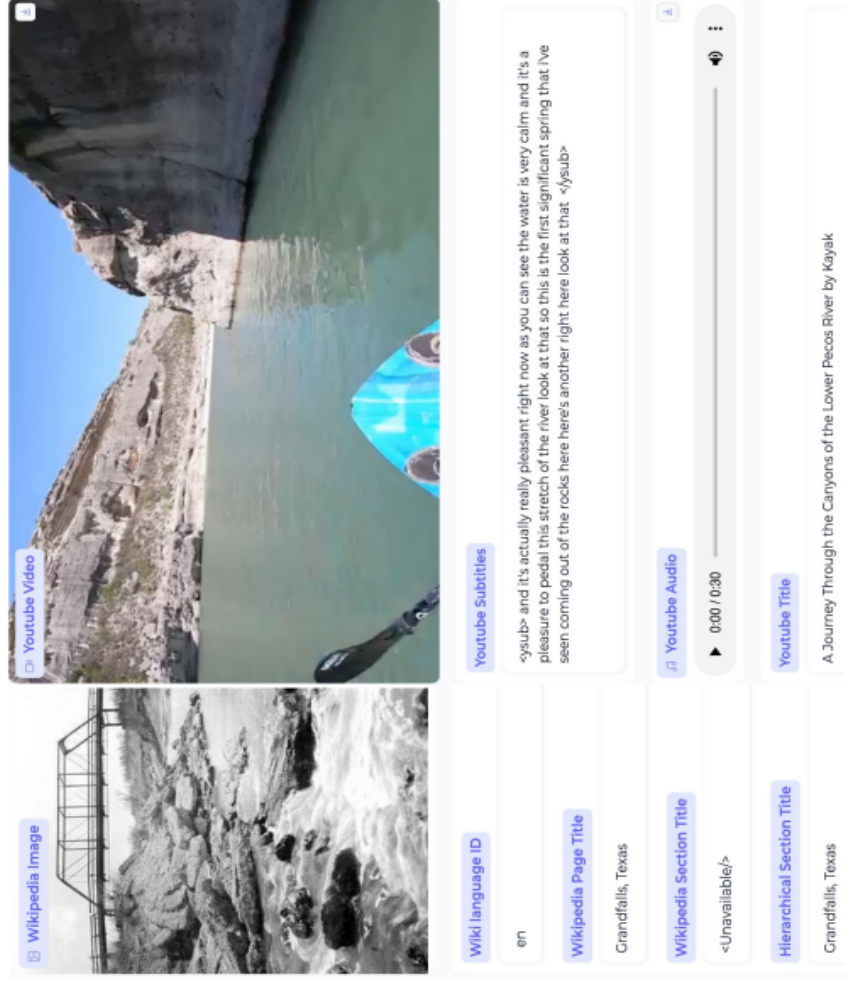 Wikipedia Image
Wiki language ID
en
Wikipedia Page Title
Grandfalls, Texas
Wikipedia Section Title
<Unavailable/>
Hierarchical Section Title
Grandfalls, Texas
Youtube Video
Youtube Subtitles
<ysub> and it's actually really pleasant right now as you can see the water is very calm and it's a
pleasure to pedal this stretch of the river look at that so this is the first significant spring that i've
seen coming out of the rocks here here's another right here look at that </ysub>
Youtube Audio
0:00 / 0:30
Youtube Title
A Journey Through the Canyons of the Lower Pecos River by Kayak